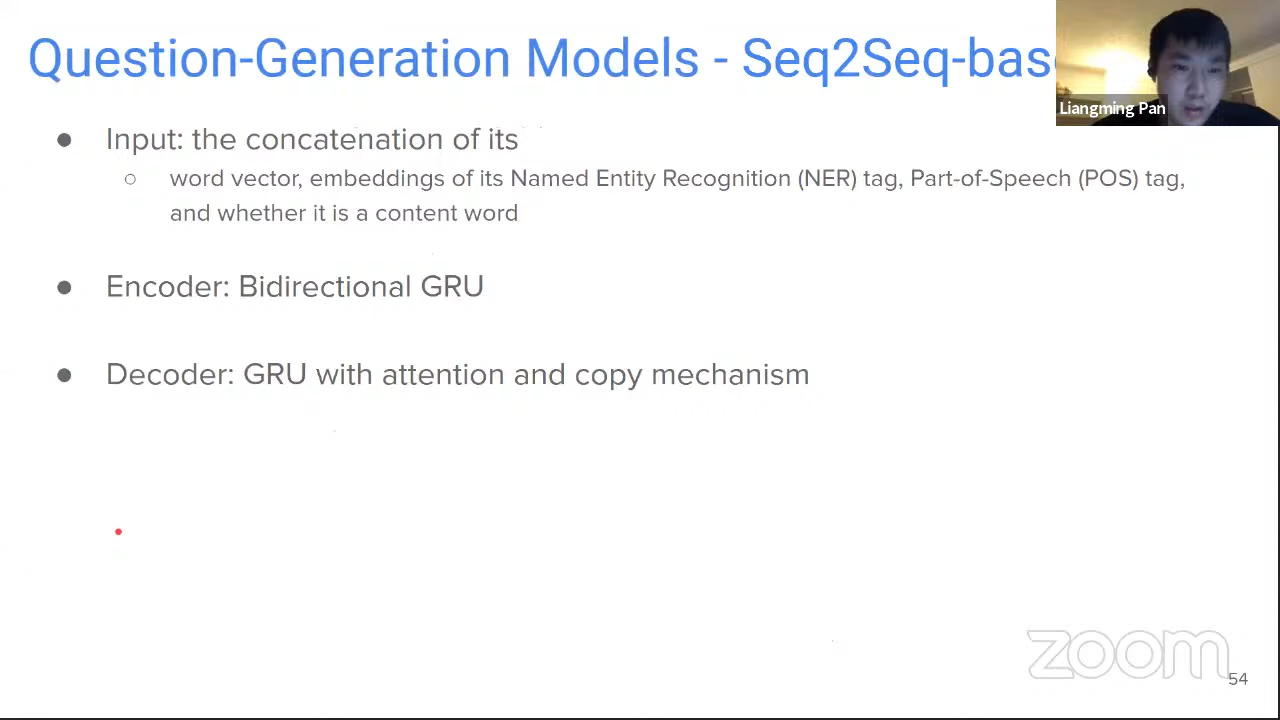 Question-Generation Models - Seq2Seq-bas
Liangming Pan
● Input: the concatenation of its
○ word vector, embeddings of its Named Entity Recognition (NER) tag, Part-of-Speech (POS) tag,
and whether it is a content word
● Encoder: Bidirectional GRU
● Decoder: GRU with attention and copy mechanism
zoom
54